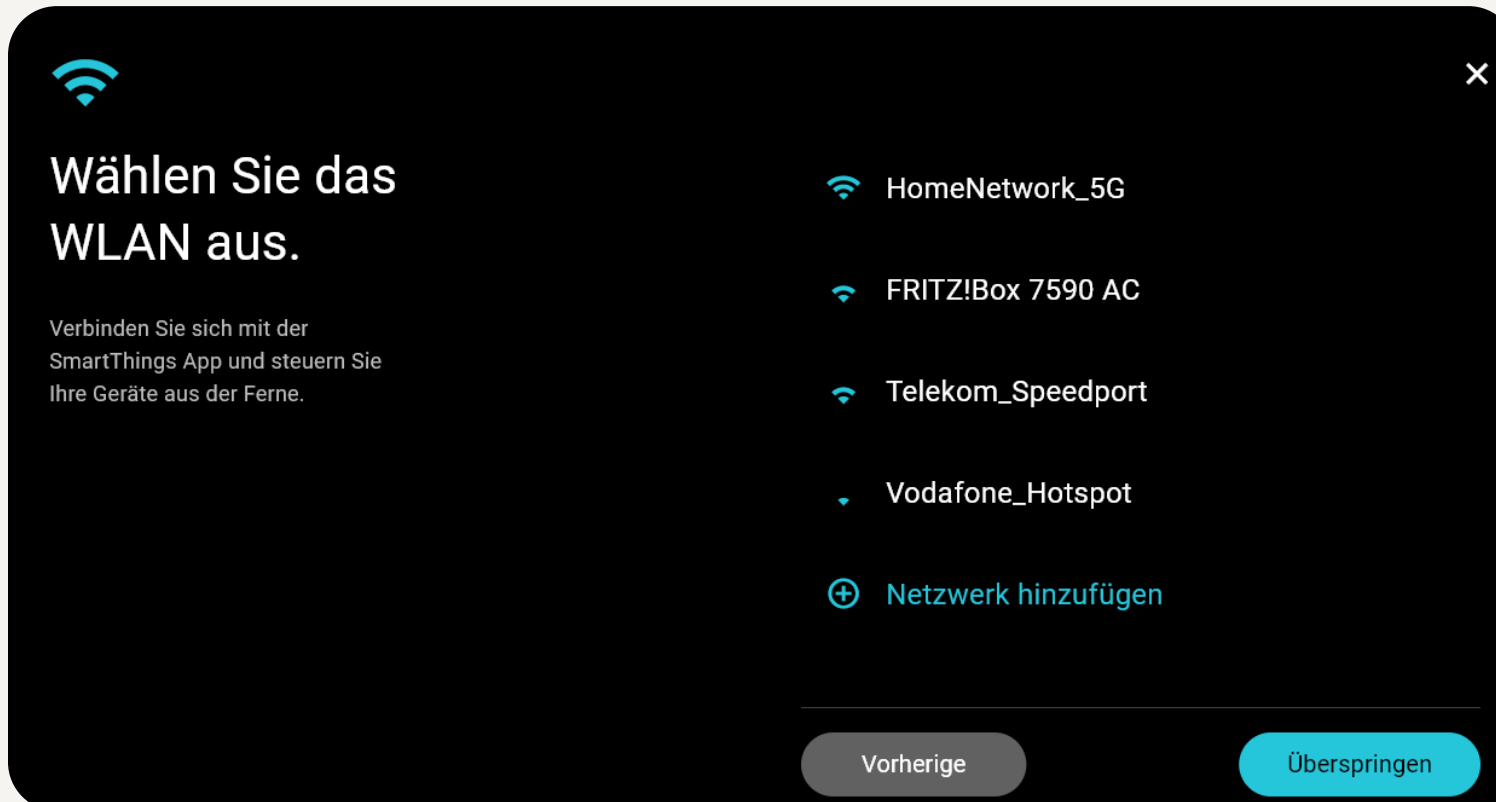 Wählen Sie das
WLAN aus.
Verbinden Sie sich mit der
SmartThings App und steuern Sie
Ihre Geräte aus der Ferne.
HomeNetwork_5G
FRITZ!Box 7590 AC
Telekom_Speedport
Vodafone_Hotspot
Netzwerk hinzufügen
Vorherige
Überspringen